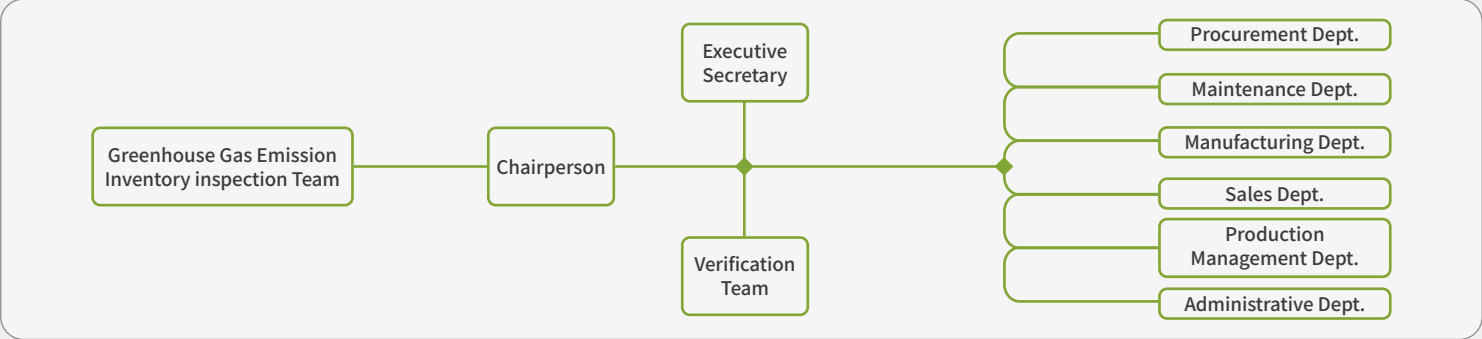 Greenhouse Gas Emission
Inventory inspection Team
Chairperson
Executive
Secretary
Verification
Team
Procurement Dept.
Maintenance Dept.
Manufacturing Dept.
Sales Dept.
Production
Management Dept.
Administrative Dept.